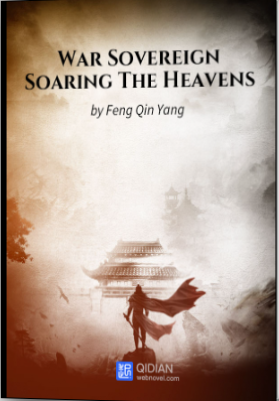 War Sovereign
Soaring The Heavens
by Feng Qin Yang
QIDIAN
webnovel.com